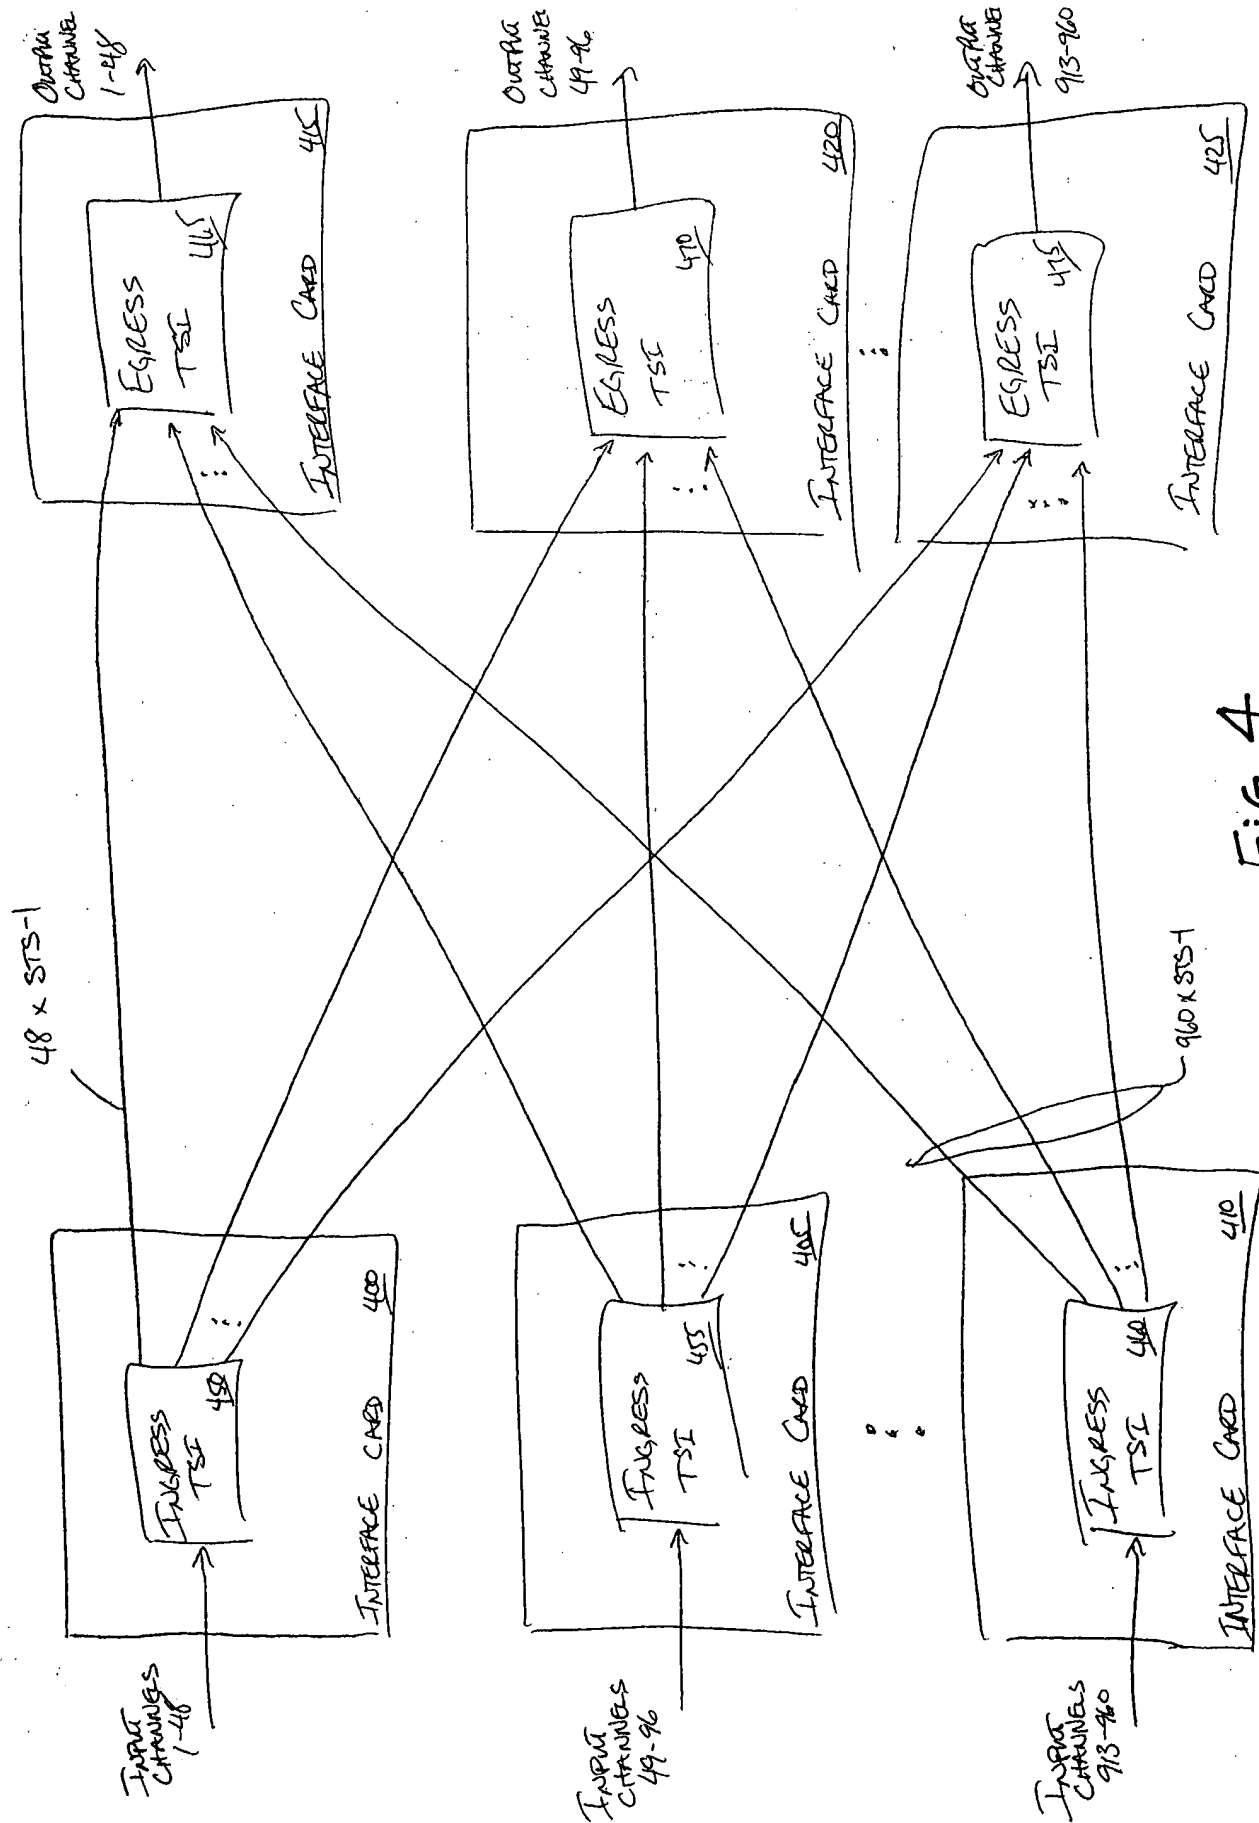 INPUT
CHANNELS
1-48
INGRESS
TSI
450
INTERFACE CARD
400
48 x STS-1
EGRESS
TSI
465
INTERFACE CARD
415
OUTPUT
CHANNEL
1-48
INPUT
CHANNELS
49-96
INGRESS
TSI
455
INTERFACE CARD
405
EGRESS
TSI
470
INTERFACE CARD
420
OUTPUT
CHANNEL
49-96
INPUT
CHANNELS
913-960
INGRESS
TSI
460
INTERFACE CARD
410
960 x STS-1
EGRESS
TSI
475
INTERFACE CARD
425
OUTPUT
CHANNEL
913-960
FIG 4